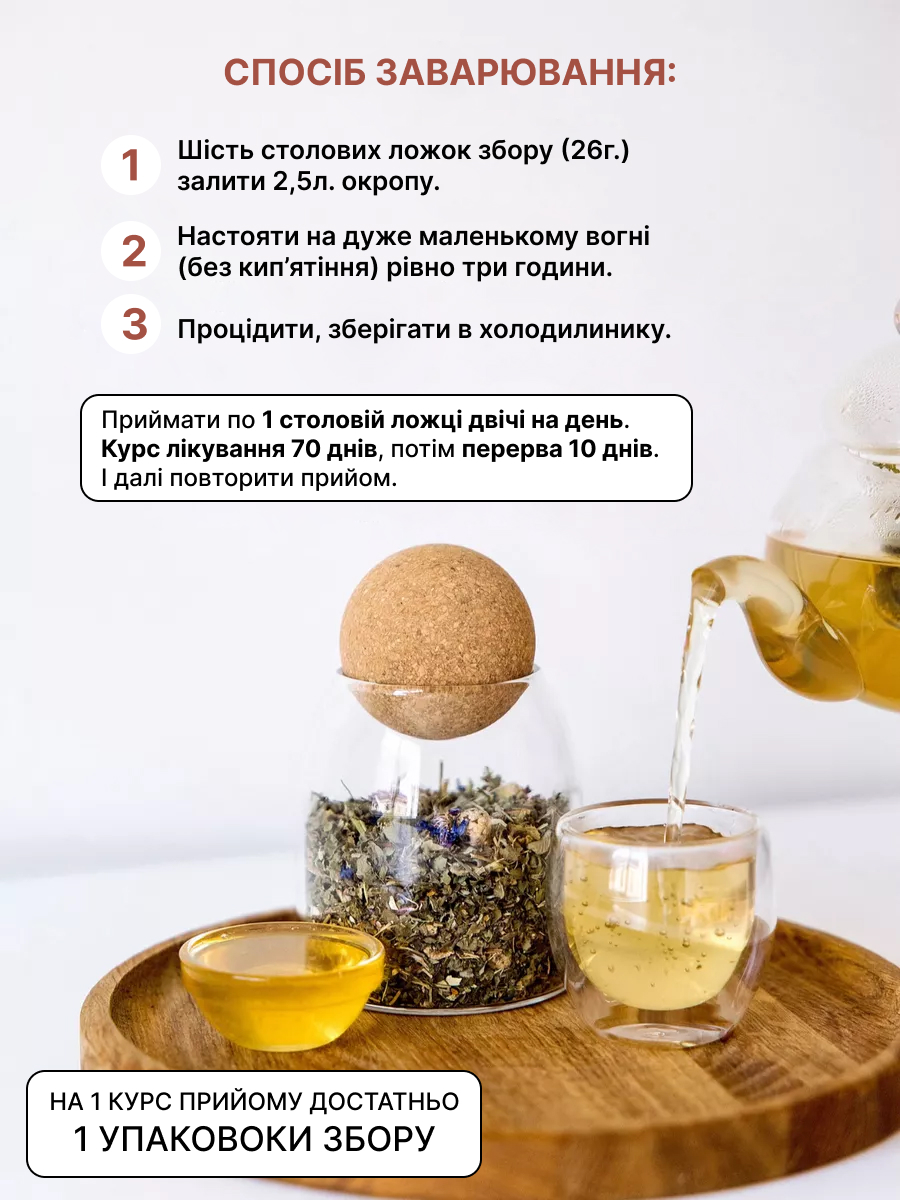 СПОСІБ ЗАВАРЮВАННЯ:
1
Шість столових ложок збору (26г.)
залити 2,5л. окропу.
2
Настояти на дуже маленькому вогні
(без кип’ятіння) рівно три години.
3
Процідити, зберігати в холодилинику.
Приймати по 1 столовій ложці двічі на день.
Курс лікування 70 днів, потім перерва 10 днів.
І далі повторити прийом.
НА 1 КУРС ПРИЙОМУ ДОСТАТНЬО
1 УПАКОВОКИ ЗБОРУ